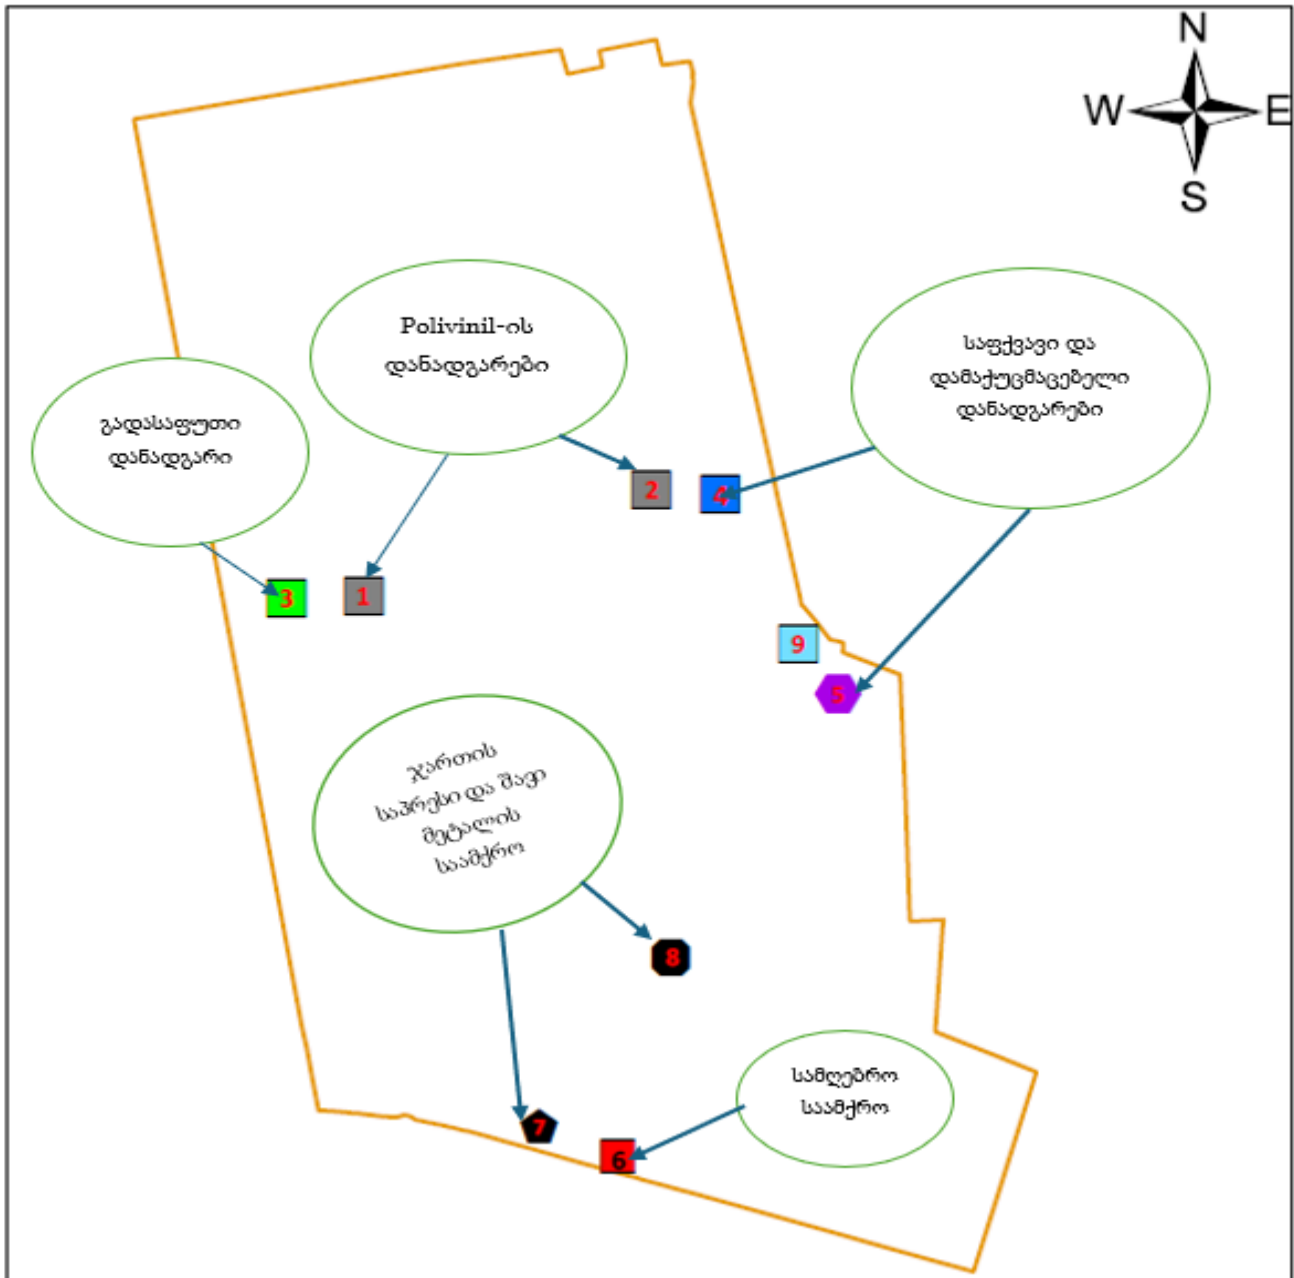 N
W E
S
Polivinil-ის
დანადგარები
საფქვავი და
დამაქუცმაცებელი
დანადგარები
გადასაფუთი
დანადგარი
2
4
3
1
9
5
ჯართის
საპრესი და შავი
მეტალის
საამქრო
8
სამღებრო
საამქრო
7
6